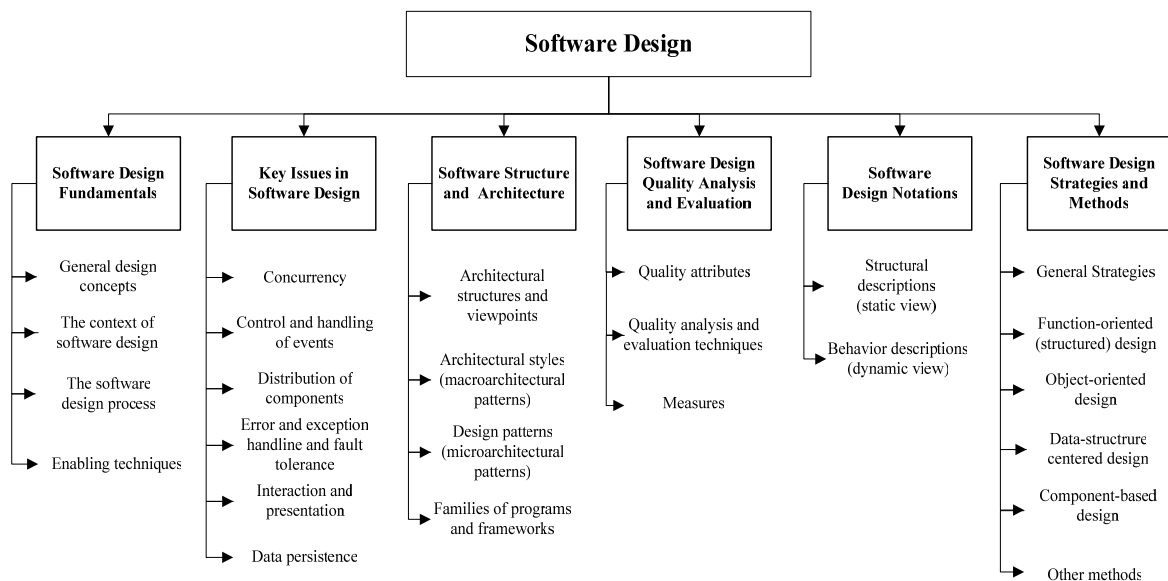 Software Design
Software Design
Fundamentals
General design
concepts
The context of
software design
The software
design process
Enabling techniques
Key Issues in
Software Design
Concurrency
Control and handling
of events
Distribution of
components
Error and exception
handline and fault
tolerance
Interaction and
presentation
Data persistence
Software Structure
and Architecture
Architectural
structures and
viewpoints
Architectural styles
(macroarchitectural
patterns)
Design patterns
(microarchitectural
patterns)
Families of programs
and frameworks
Software Design
Quality Analysis
and Evaluation
Quality attributes
Quality analysis and
evaluation techniques
Measures
Software
Design Notations
Structural
descriptions
(static view)
Behavior descriptions
(dynamic view)
Software Design
Strategies and
Methods
General Strategies
Function-oriented
(structured) design
Object-oriented
design
Data-structrure
centered design
Component-based
design
Other methods